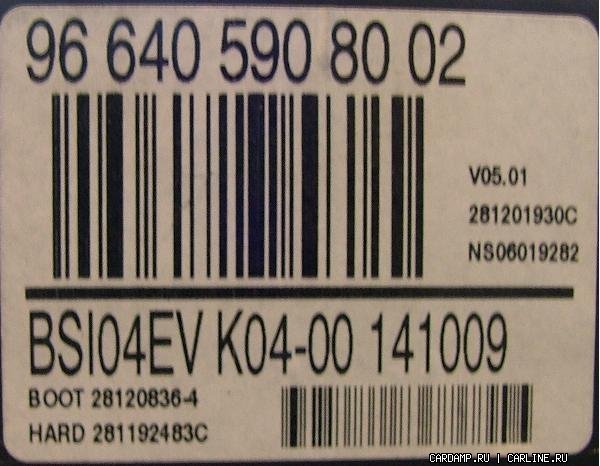 96 640 590 80 02
V05.01
281201930C
NS06019282
BSI04EV K04-00 141009
BOOT 28120836-4
HARD 281192483C
CARDAMP.RU | CARLINE.RU